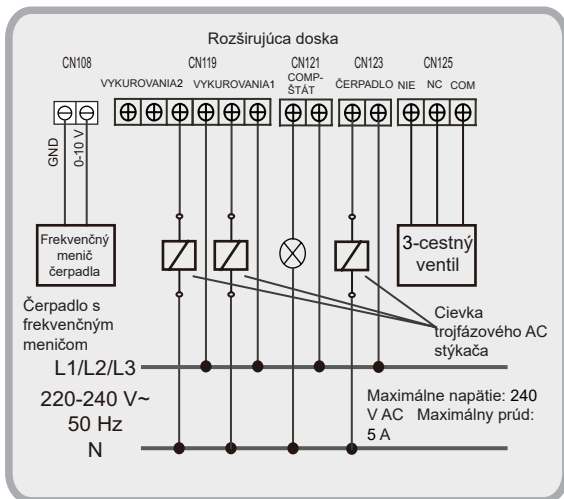 Rozširujúca doska
CN108
CN119
CN121
CN123
CN125
VYKUROVANIA2
VYKUROVANIA1
COMP-
ŠTÁT
ČERPADLO
NIE
NC
COM
GND
0-10 V
Frekvenčný
menič
čerpadla
3-cestný
ventil
Čerpadlo s
frekvenčným
meničom
Cievka
trojfázového AC
stýkača
L1/L2/L3
220-240 V~
50 Hz
N
Maximálne napätie: 240
V AC Maximálny prúd:
5 A